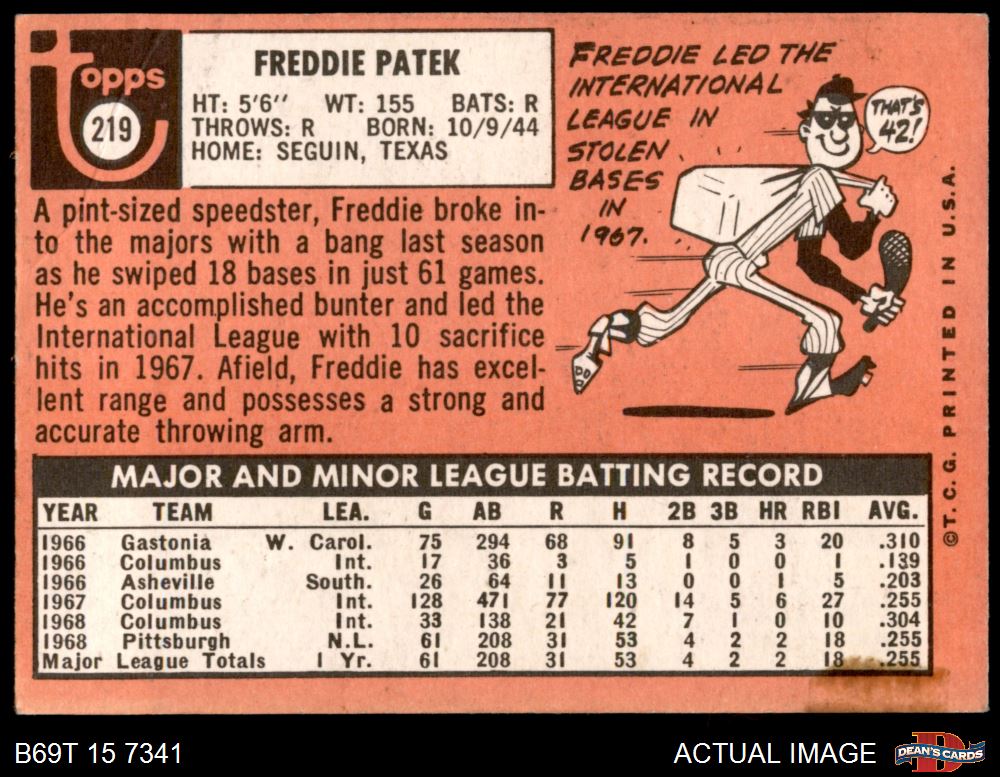 Topps
219
FREDDIE PATEK
HT: 5'6" WT: 155 BATS: R
THROWS: R BORN: 10/9/44
HOME: SEGUIN, TEXAS
A pint-sized speedster, Freddie broke in-
to the majors with a bang last season
as he swiped 18 bases in just 61 games.
He's an accomplished bunter and led the
International League with 10 sacrifice
hits in 1967. Afield, Freddie has excel-
lent range and possesses a strong and
accurate throwing arm.
FREDDIE LED THE
INTERNATIONAL
LEAGUE IN
STOLEN
BASES
IN
1967.
THAT'S
42!
MAJOR AND MINOR LEAGUE BATTING RECORD
YEAR TEAM LEA. G AB R H 2B 3B HR RBI AVG.
1966 Gastonia W. Carol. 75 294 68 91 8 5 3 20 .310
1966 Columbus Int. 17 36 3 5 1 0 0 1 .139
1966 Asheville South. 26 64 11 13 0 0 1 5 .203
1967 Columbus Int. 128 471 77 120 14 5 6 27 .255
1968 Columbus Int. 33 138 21 42 7 1 0 10 .304
1968 Pittsburgh N.L. 61 208 31 53 4 2 2 18 .255
Major League Totals 1 Yr. 61 208 31 53 4 2 2 18 .255
©T. C. G. PRINTED IN U.S.A.
B69T 15 7341
ACTUAL IMAGE
D
DEAN'S CARDS